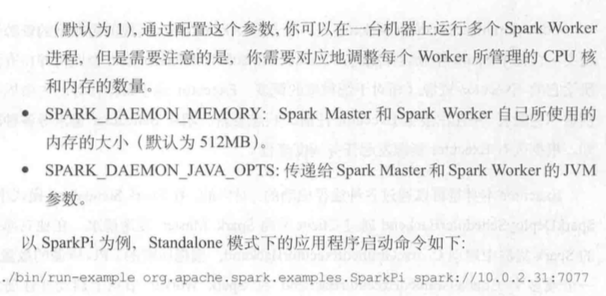 （默认为 1），通过配置这个参数，你可以在一台机器上运行多个 Spark Worker
进程，但是需要注意的是，你需要对应地调整每个 Worker 所管理的 CPU 核
和内存的数量。
• SPARK_DAEMON_MEMORY: Spark Master 和 Spark Worker 自己所使用的
内存的大小（默认为 512MB）。
• SPARK_DAEMON_JAVA_OPTS: 传递给 Spark Master 和 Spark Worker 的 JVM
参数。
以 SparkPi 为例，Standalone 模式下的应用程序启动命令如下：
./bin/run-example org.apache.spark.examples.SparkPi spark://10.0.2.31:7077